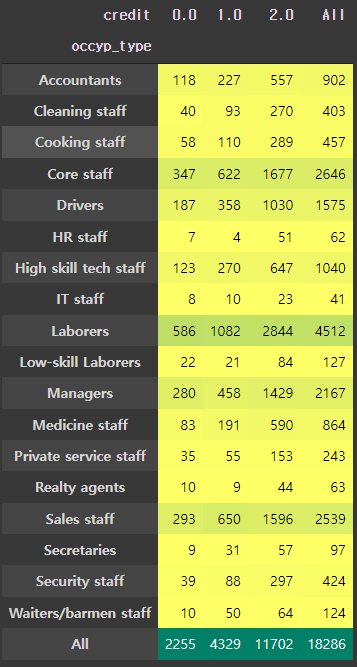 credit 0.0 1.0 2.0 All
occyp_type
Accountants 118 227 557 902
Cleaning staff 40 93 270 403
Cooking staff 58 110 289 457
Core staff 347 622 1677 2646
Drivers 187 358 1030 1575
HR staff 7 4 51 62
High skill tech staff 123 270 647 1040
IT staff 8 10 23 41
Laborers 586 1082 2844 4512
Low-skill Laborers 22 21 84 127
Managers 280 458 1429 2167
Medicine staff 83 191 590 864
Private service staff 35 55 153 243
Realty agents 10 9 44 63
Sales staff 293 650 1596 2539
Secretaries 9 31 57 97
Security staff 39 88 297 424
Waiters/barmen staff 10 50 64 124
All 2255 4329 11702 18286